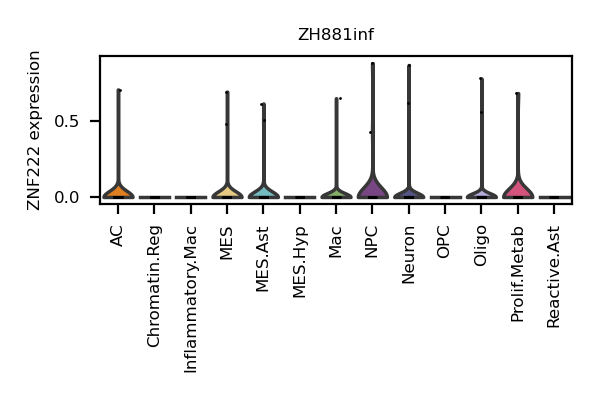 ZH881inf
ZNF222 expression
0.5
0.0
AC
Chromatin.Reg
Inflammatory.Mac
MES
MES.Ast
MES.Hyp
Mac
NPC
Neuron
OPC
Oligo
Prolif.Metab
Reactive.Ast